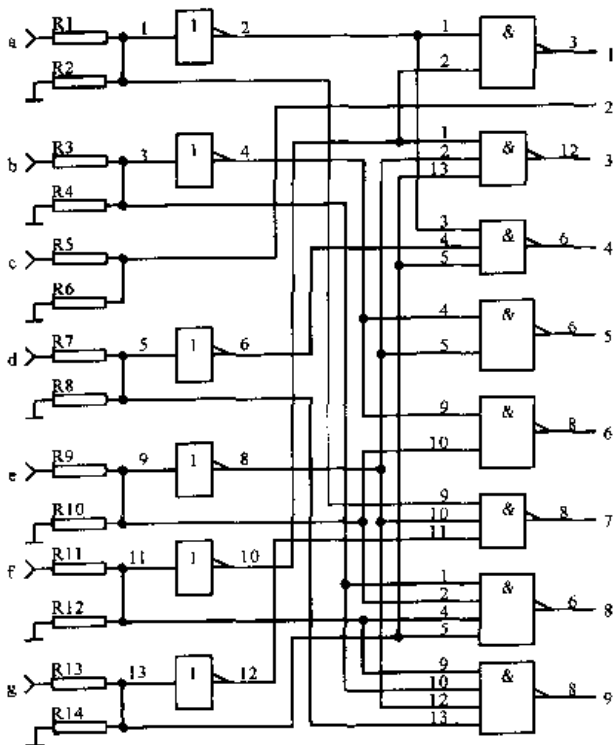 R1 1 1 2 1 & 3 1
a
R2 2
2
R3 3 1 4 1 & 12 3
b 2
R4 13
R5 3 & 6 4
c 4
R6 5
R7 5 1 6 4 & 6 5
d 5
R8
9 & 8 6
R9 9 1 8 10
e
R10 9 & 8 7
10
R11 11 1 10 11
f
R12 1 & 6 8
2
4
5
R13 13 1 12 9 & 8 9
g 10
R14 12
13